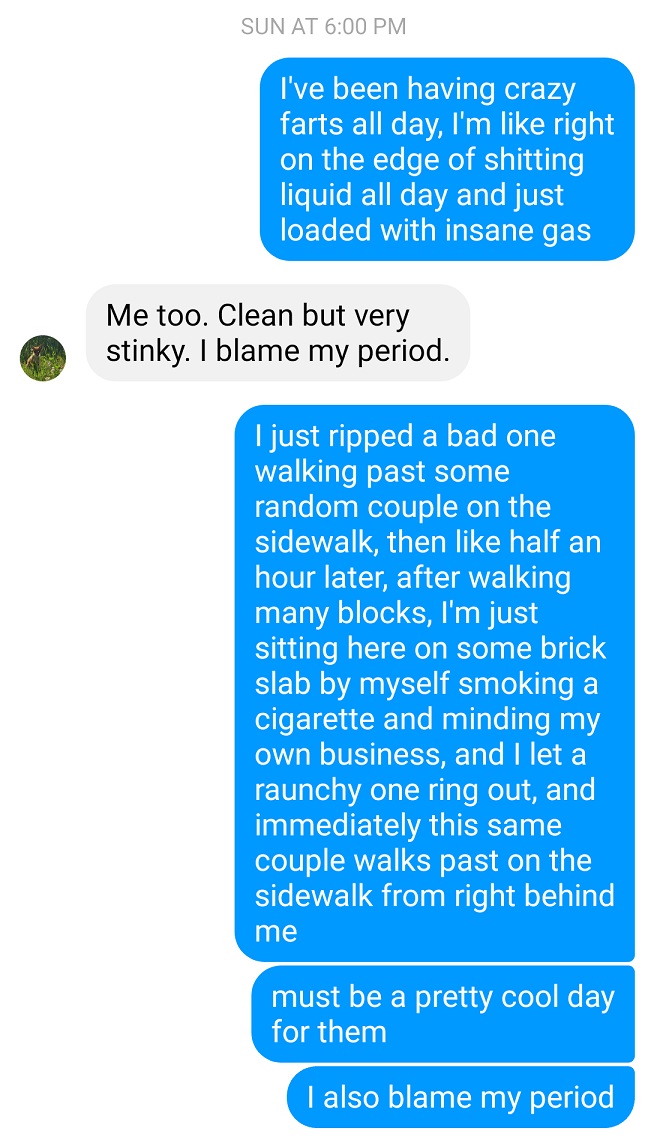 SUN AT 6:00 PM
I've been having crazy
farts all day, I'm like right
on the edge of shitting
liquid all day and just
loaded with insane gas
Me too. Clean but very
stinky. I blame my period.
I just ripped a bad one
walking past some
random couple on the
sidewalk, then like half an
hour later, after walking
many blocks, I'm just
sitting here on some brick
slab by myself smoking a
cigarette and minding my
own business, and I let a
raunchy one ring out, and
immediately this same
couple walks past on the
sidewalk from right behind
me
must be a pretty cool day
for them
I also blame my period